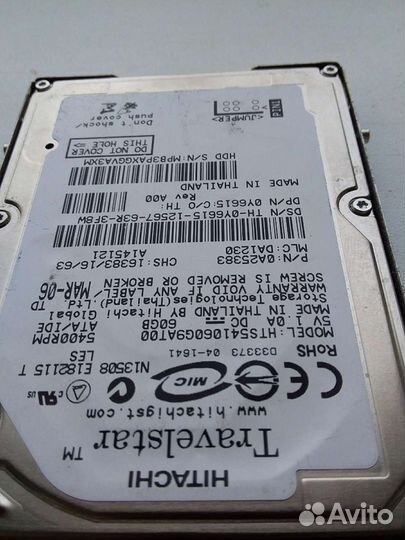 HITACHI
Travelstar™
www.hitachigst.com
MIC
N13508 E182115 T
RoHS D33373 04-1641 LES
MODEL:HTS541060G9AT00 5400RPM
5V 1.0A DC 60GB ATA/IDE
MADE IN THAILAND BY Hitachi Global
Storage Technologies(Thailand)Ltd. TD
WARRANTY VOID IF ANY LABEL, MAR-06
SCREW IS REMOVED OR BROKEN
CHS:16383/16/63
P/N:0A25383
MLC:DA1230 A145121
DS/N TH-0Y6615-12557-63R-3F8W
DP/N 0Y6615 C/O TH
Rev A00
MADE IN THAILAND
HDD S/N MPB3PAXGGVA3XM
DO NOT COVER
THIS HOLE
Don't shock/
push cover
<JUMPER>
PIN1
Avito